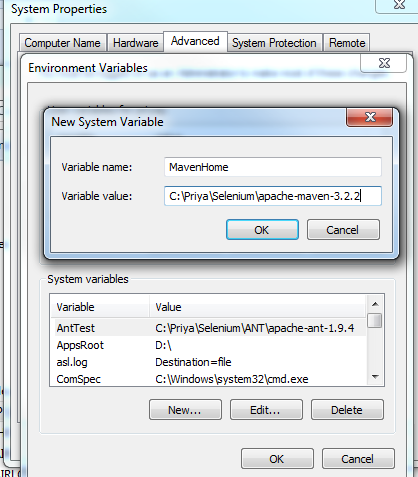 System Properties
Computer Name Hardware Advanced System Protection Remote
Environment Variables
New System Variable
Variable name: MavenHome
Variable value: C:\Priya\Selenium\apache-maven-3.2.2
OK Cancel
System variables
Variable Value
AntTest C:\Priya\Selenium\ANT\apache-ant-1.9.4
AppsRoot D:\
asl.log Destination=file
ComSpec C:\Windows\system32\cmd.exe
New... Edit... Delete
OK Cancel